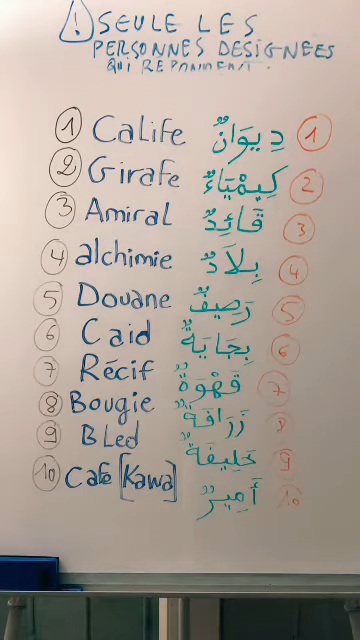 ! SEULE LES
PERSONNES DESIGNEES
QUI REPONNENT.
1 Calife دِيوَانٌ 1
2 Girafe كِيمْيَاءٌ 2
3 Amiral قَائِدٌ 3
4 alchimie بِلَادٌ 4
5 Douane رَصِيفٌ 5
6 Caid بِجَايَةٌ 6
7 Récif قَهْوَةٌ 7
8 Bougie زَرَافَةٌ 8
9 BLed خَلِيفَةٌ 9
10 Café [Kawa] أَمِيرٌ 10